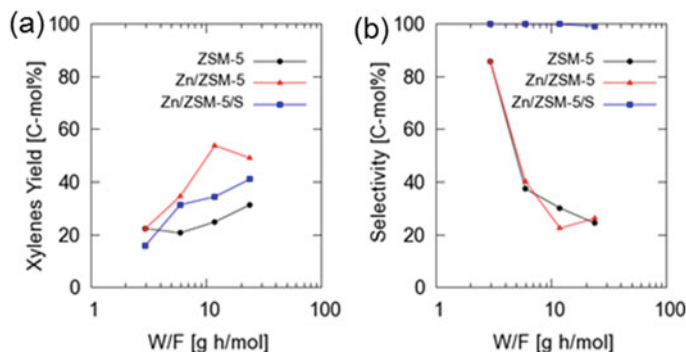 (a)
Xylenes Yield [C-mol%]
100
80
60
40
20
0
ZSM-5
Zn/ZSM-5
Zn/ZSM-5/S
1
10
100
W/F [g h/mol]
(b)
Selectivity [C-mol%]
100
80
60
40
20
0
ZSM-5
Zn/ZSM-5
Zn/ZSM-5/S
1
10
100
W/F [g h/mol]